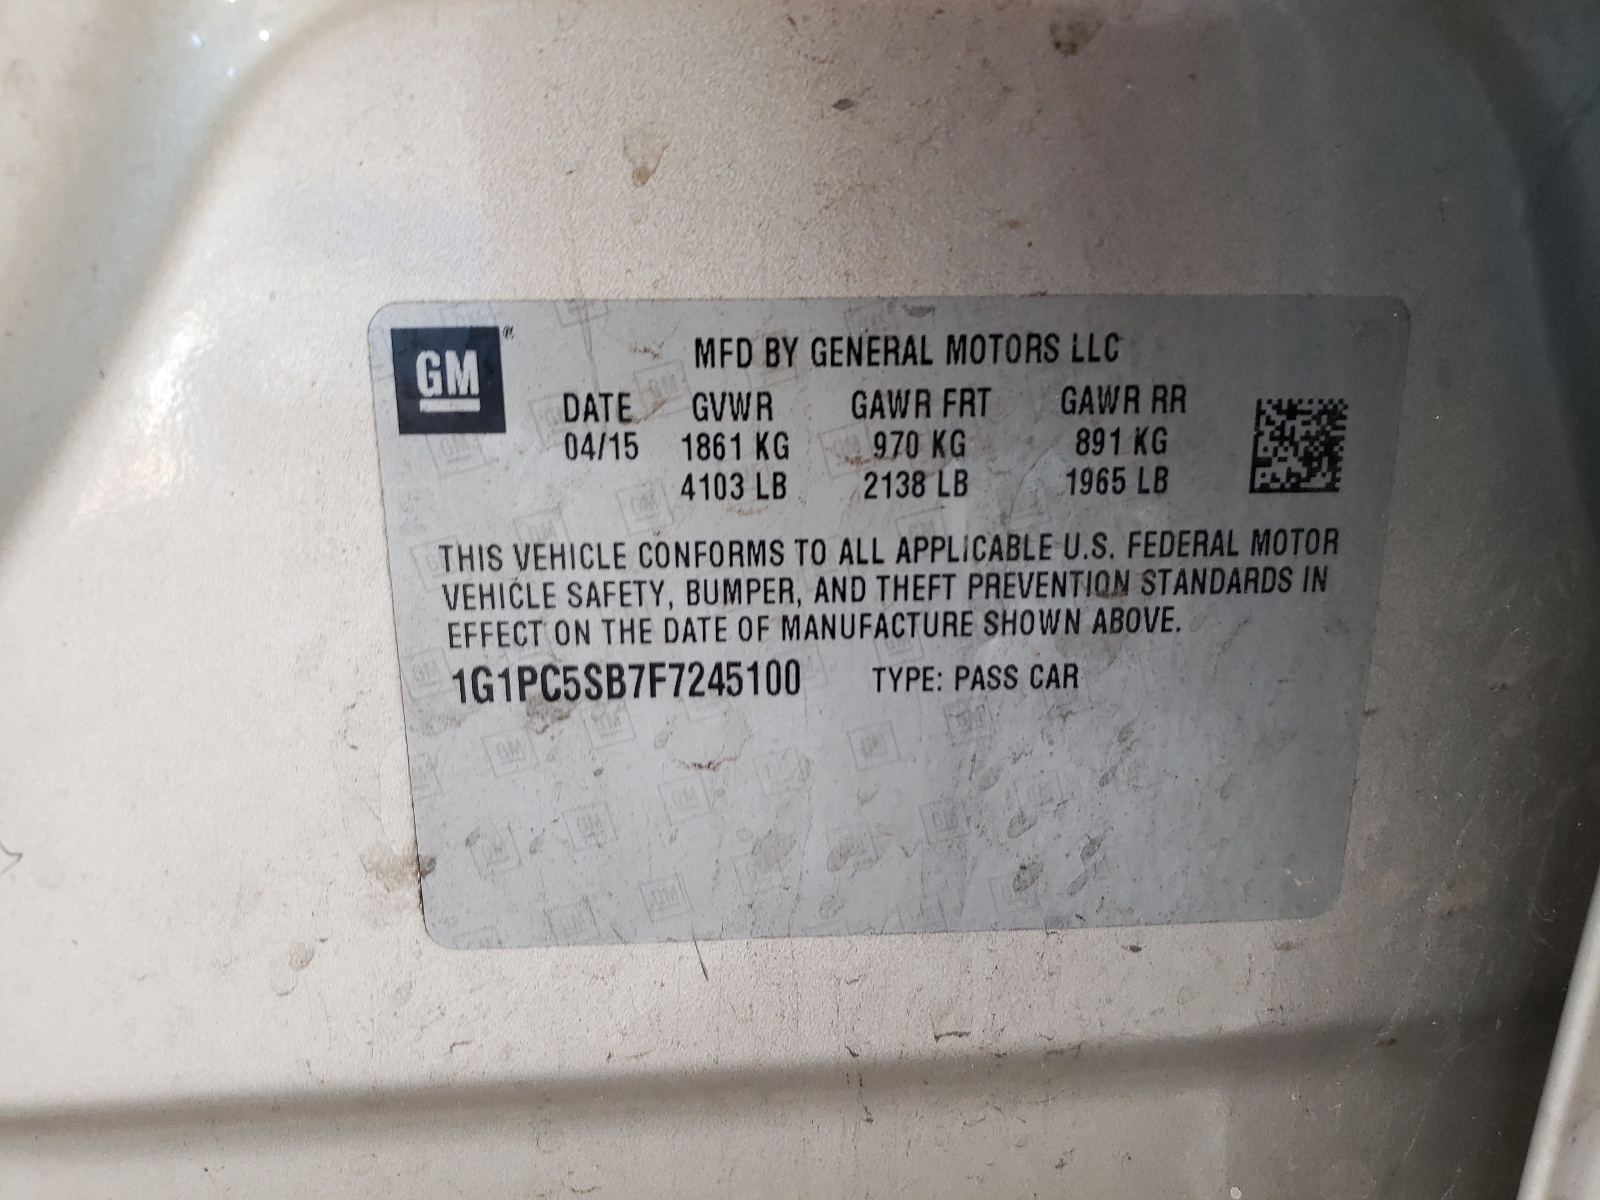 GM ®
MFD BY GENERAL MOTORS LLC
DATE GVWR GAWR FRT GAWR RR
04/15 1861 KG 970 KG 891 KG
4103 LB 2138 LB 1965 LB
THIS VEHICLE CONFORMS TO ALL APPLICABLE U.S. FEDERAL MOTOR
VEHICLE SAFETY, BUMPER, AND THEFT PREVENTION STANDARDS IN
EFFECT ON THE DATE OF MANUFACTURE SHOWN ABOVE.
1G1PC5SB7F7245100 TYPE: PASS CAR